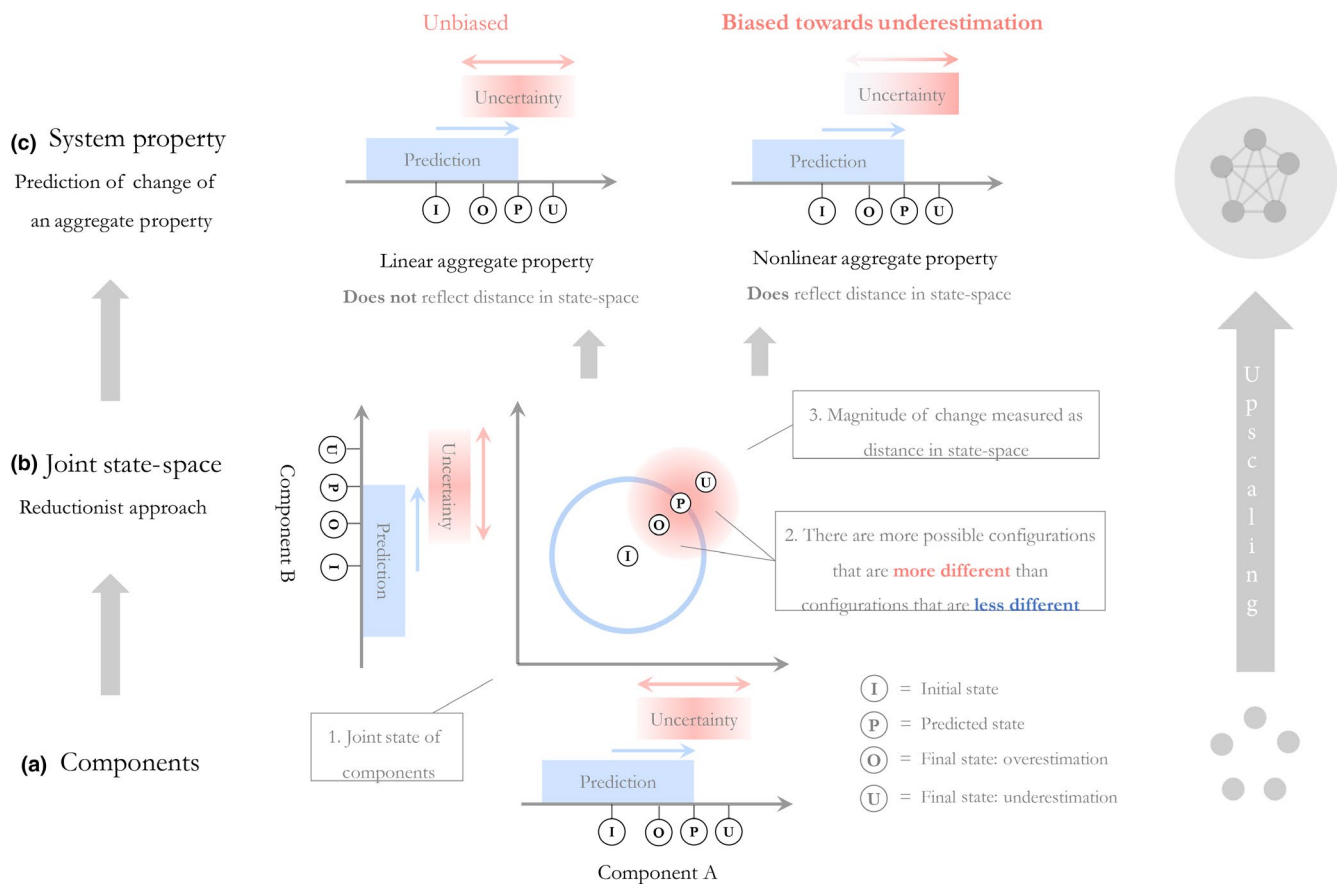 Unbiased
Biased towards underestimation
Uncertainty
Uncertainty
(c) System property
Prediction of change of
an aggregate property
Prediction
Prediction
I
O
P
U
I
O
P
U
Linear aggregate property
Does not reflect distance in state-space
Nonlinear aggregate property
Does reflect distance in state-space
(b) Joint state-space
Reductionist approach
Component B
I
O
P
U
Prediction
Uncertainty
I
O
P
U
3. Magnitude of change measured as
distance in state-space
2. There are more possible configurations
that are more different than
configurations that are less different
Upscaling
(a) Components
1. Joint state of
components
Uncertainty
Prediction
I
O
P
U
Component A
I = Initial state
P = Predicted state
O = Final state: overestimation
U = Final state: underestimation